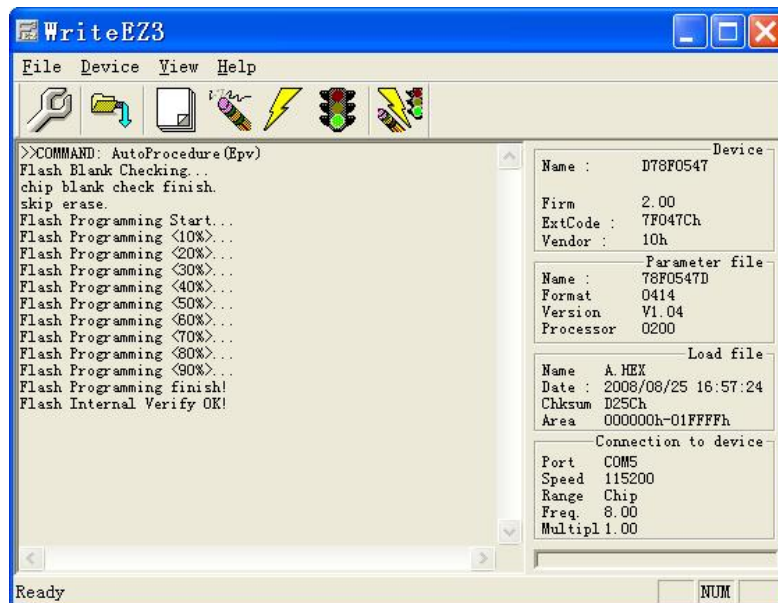 WriteEZ3
File Device View Help
>>COMMAND: AutoProcedure(Epv)
Flash Blank Checking...
chip blank check finish.
skip erase.
Flash Programming Start...
Flash Programming <10%>...
Flash Programming <20%>...
Flash Programming <30%>...
Flash Programming <40%>...
Flash Programming <50%>...
Flash Programming <60%>...
Flash Programming <70%>...
Flash Programming <80%>...
Flash Programming <90%>...
Flash Programming finish!
Flash Internal Verify OK!
Device
Name : D78F0547
Firm 2.00
ExtCode : 7F047Ch
Vendor : 10h
Parameter file
Name : 78F0547D
Format 0414
Version V1.04
Processor 0200
Load file
Name A.HEX
Date : 2008/08/25 16:57:24
Chksum D25Ch
Area 000000h-01FFFFh
Connection to device
Port COM5
Speed 115200
Range Chip
Freq. 8.00
Multipl 1.00
Ready NUM